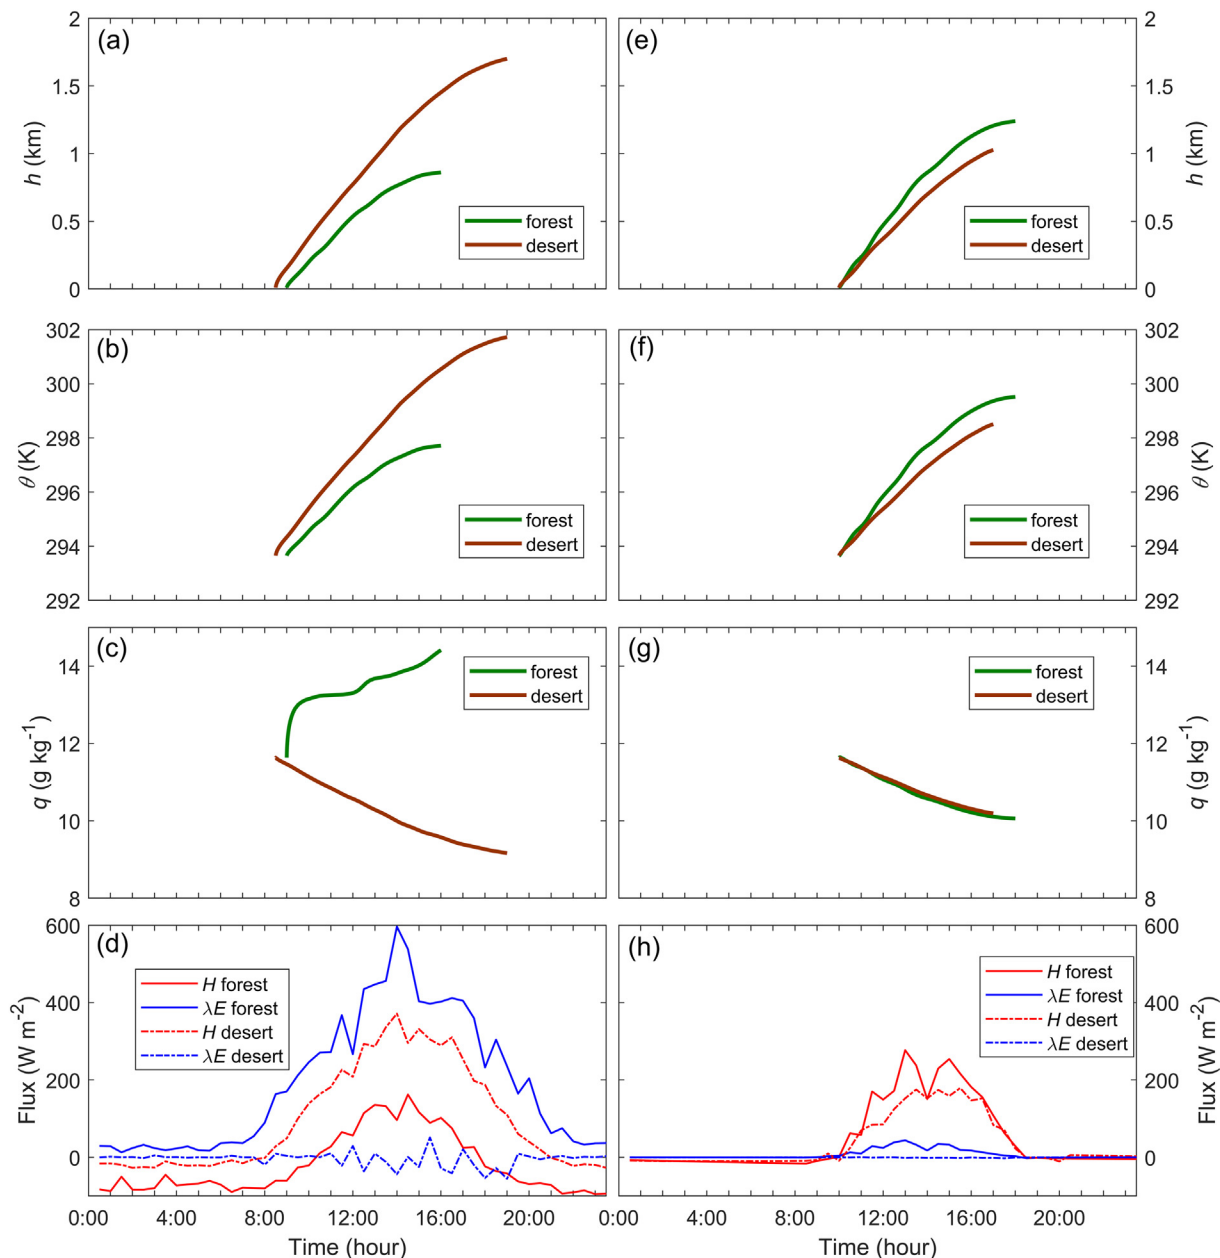 (a)
2
1.5
1
0.5
0
h (km)
forest
desert
(e)
2
1.5
1
0.5
0
h (km)
forest
desert
(b)
302
300
298
296
294
292
θ (K)
forest
desert
(f)
302
300
298
296
294
292
θ (K)
forest
desert
(c)
14
12
10
8
q (g kg-1)
forest
desert
(g)
14
12
10
8
q (g kg-1)
forest
desert
(d)
600
400
200
0
Flux (W m-2)
H forest
λE forest
H desert
λE desert
0:00 4:00 8:00 12:00 16:00 20:00 0:00
Time (hour)
(h)
600
400
200
0
Flux (W m-2)
H forest
λE forest
H desert
λE desert
4:00 8:00 12:00 16:00 20:00
Time (hour)